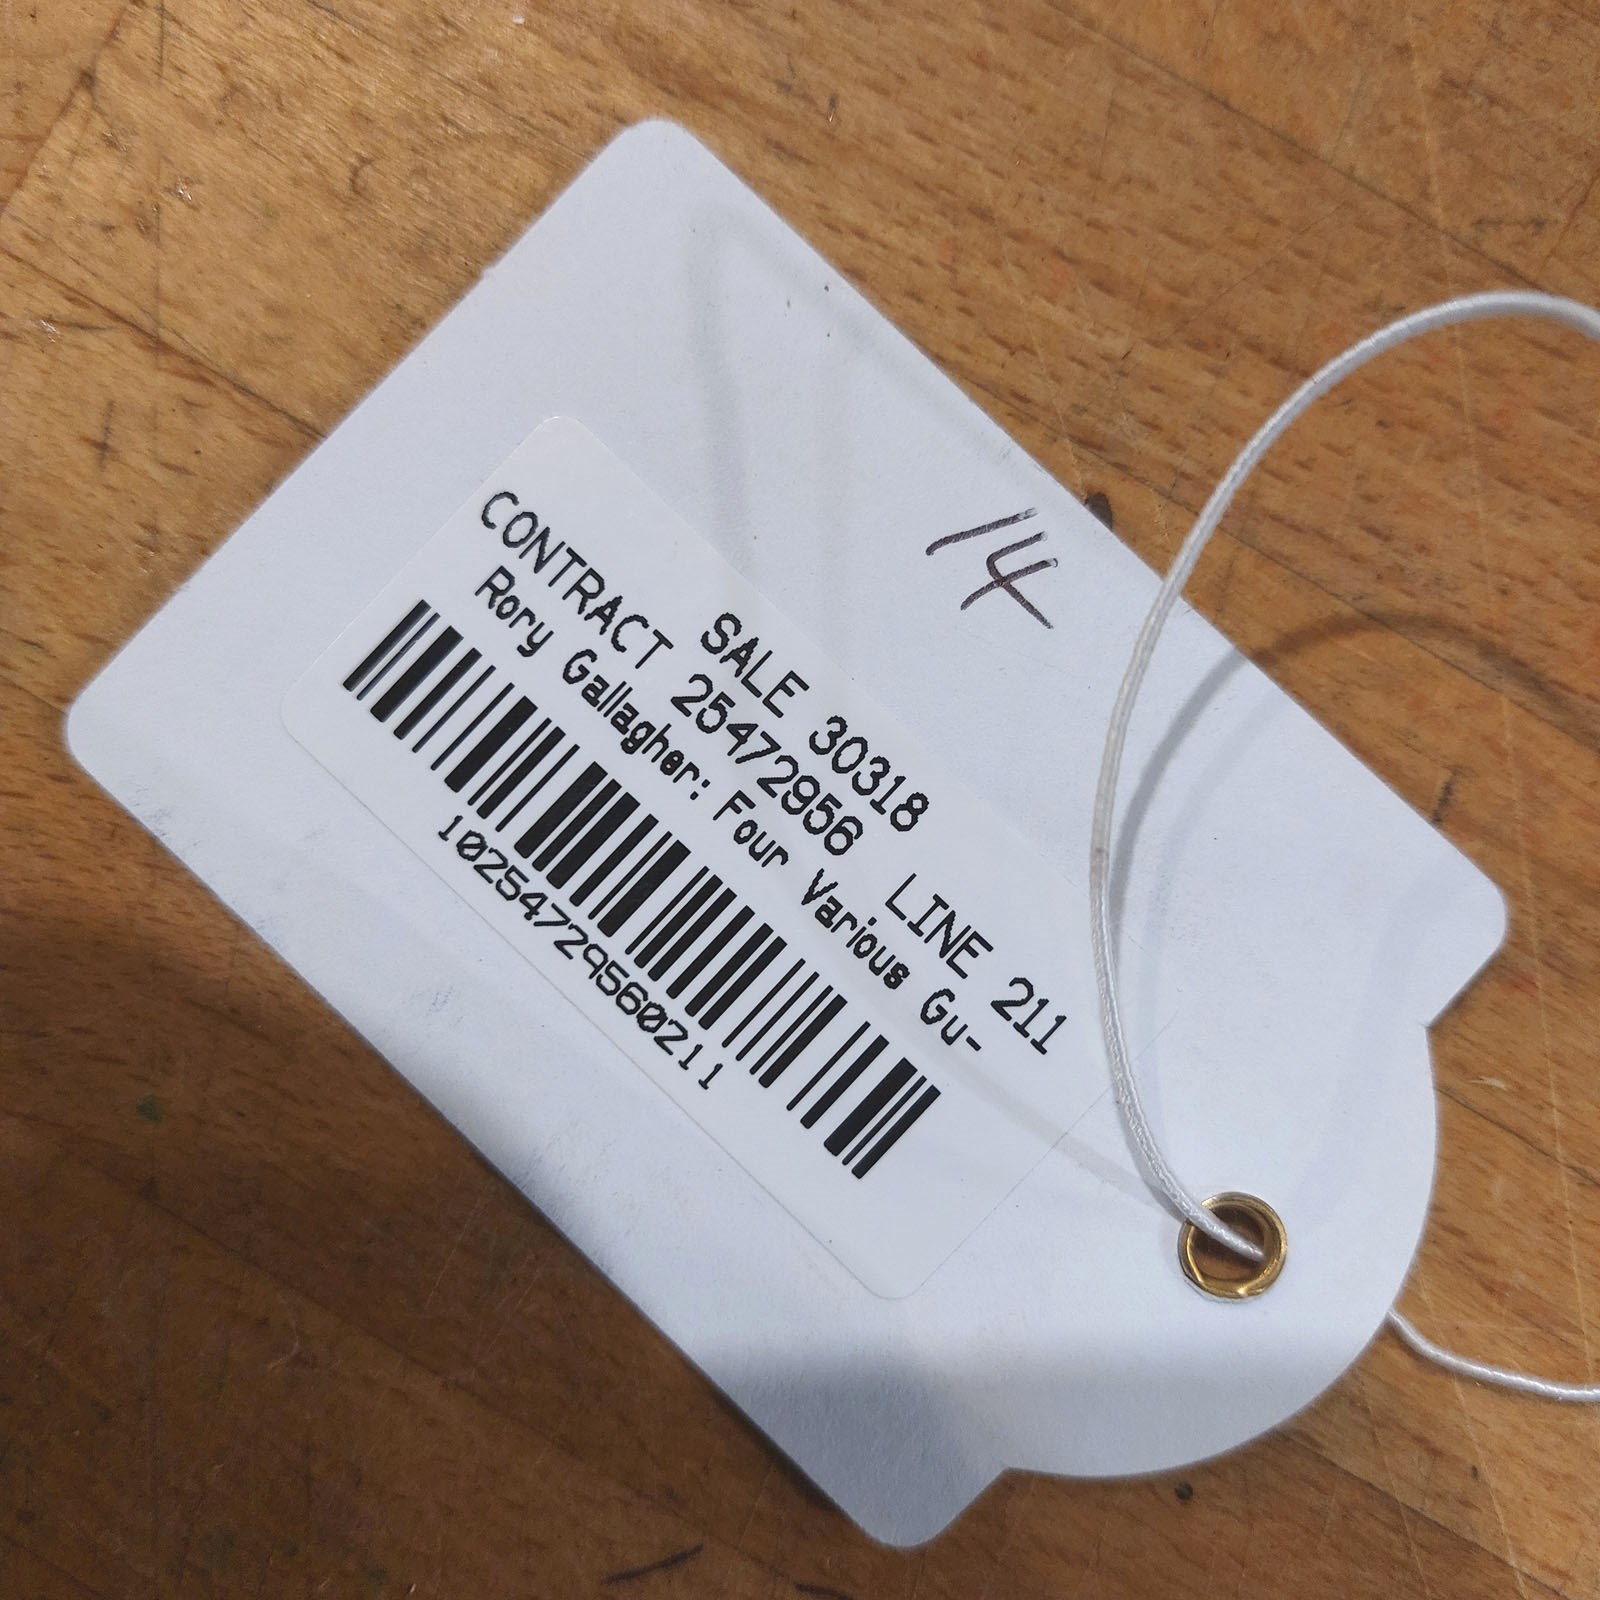 14
SALE 30318
CONTRACT 25472956 LINE 211
Rory Gallagher: Four Various Gu-
10254729560211